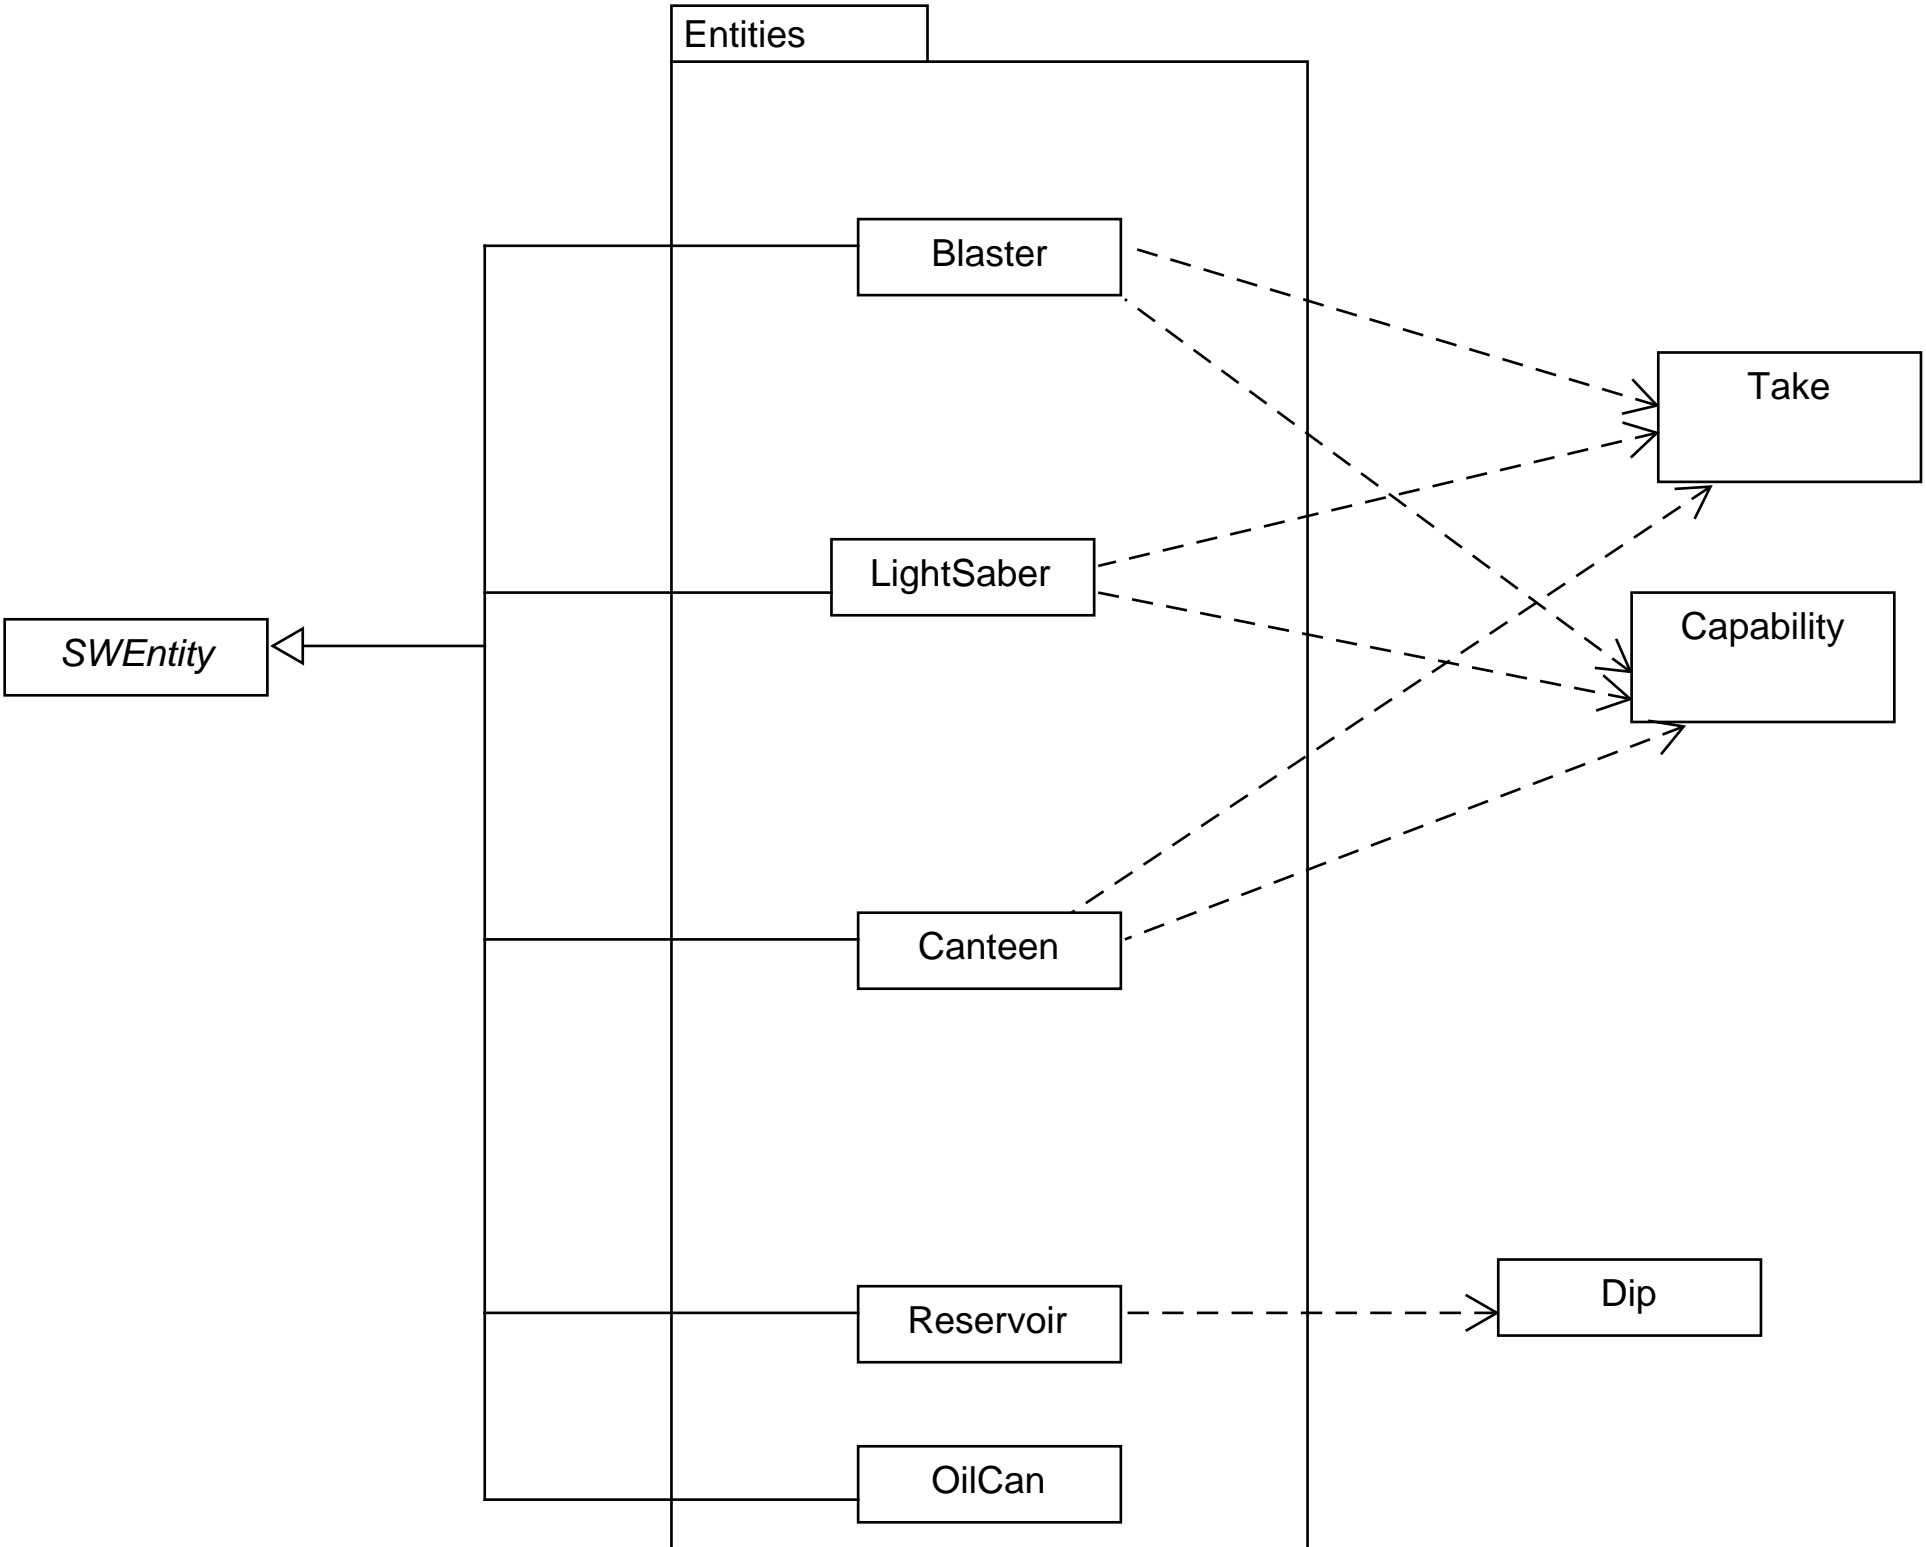 Entities
Blaster
Take
LightSaber
Capability
SWEntity
Canteen
Dip
Reservoir
OilCan